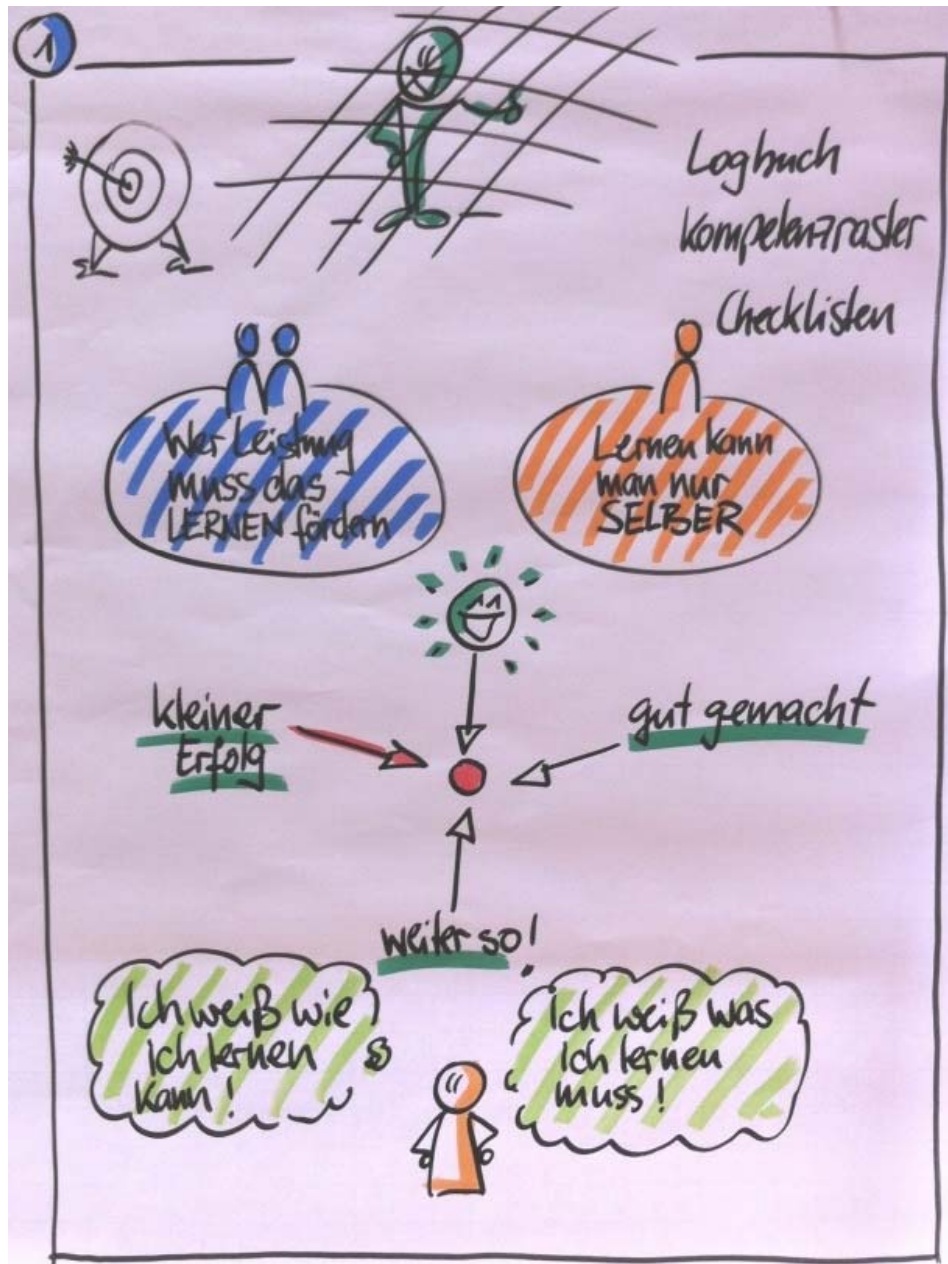 1
Logbuch
Kompetenzraster
Checklisten
Wer Leistung
muss das
LERNEN fördern
Lernen kann
man nur
SELBER
kleiner
Erfolg
gut gemacht
weiter so!
Ich weiß wie
ich lernen
kann!
Ich weiß was
ich lernen
muss!